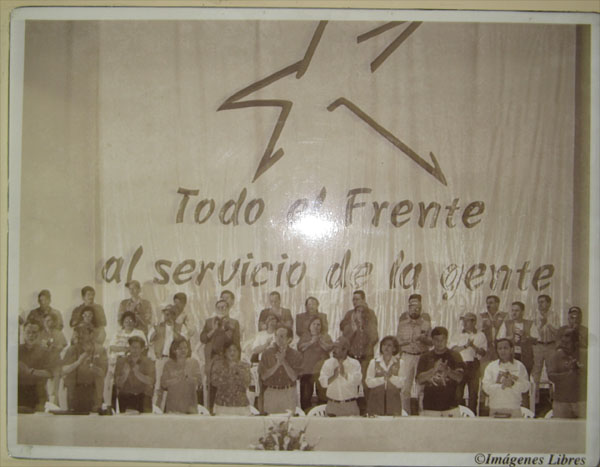 Todo el Frente
al servicio de la gente
©Imágenes Libres